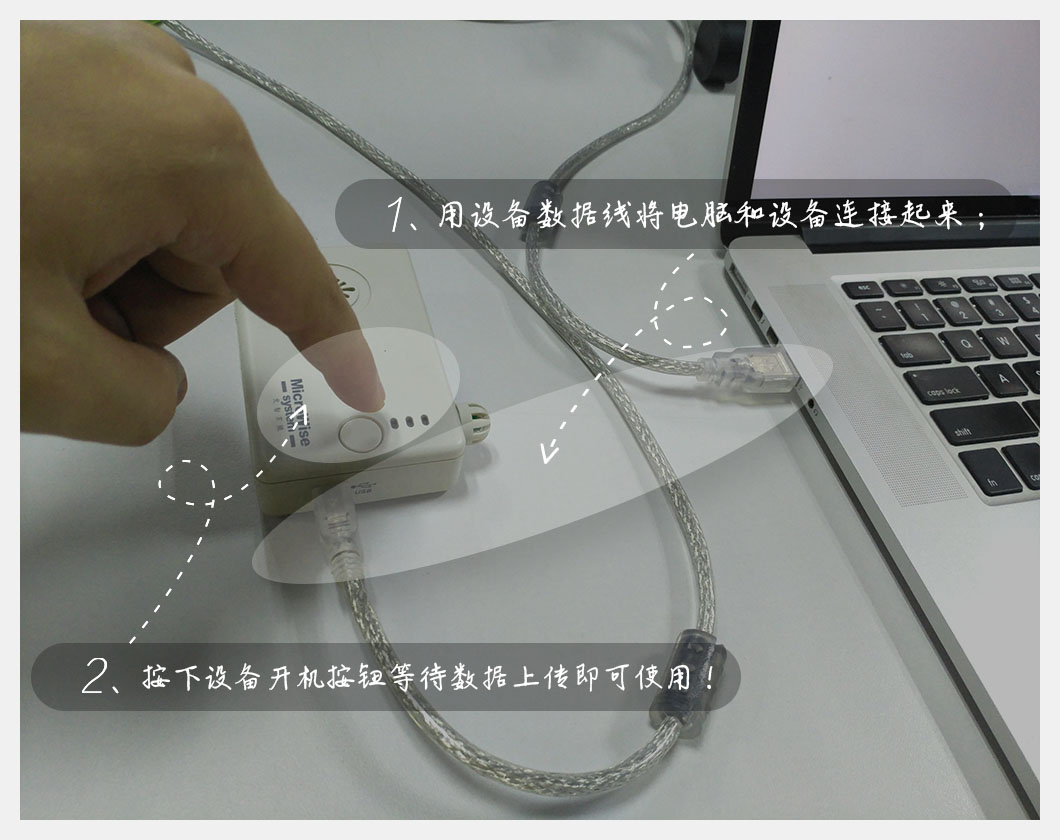 1、用设备数据线将电脑和设备连接起来；
esc
~
!
1
@
2
#
3
$
4
tab
Q
W
caps lock
A
shift
fn
MicroWise
system
USB
2、按下设备开机按钮等待数据上传即可使用！